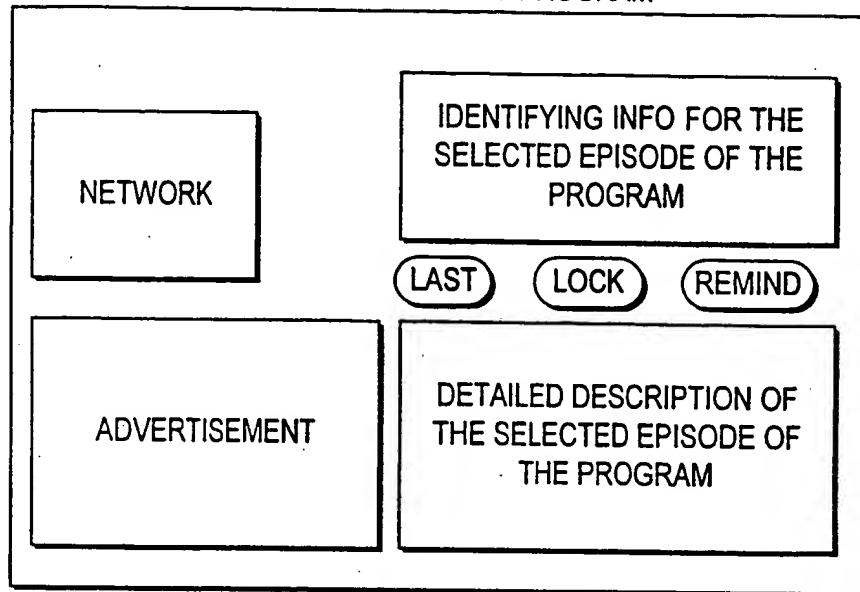 NETWORK
IDENTIFYING INFO FOR THE
SELECTED EPISODE OF THE
PROGRAM
LAST
LOCK
REMIND
ADVERTISEMENT
DETAILED DESCRIPTION OF
THE SELECTED EPISODE OF
THE PROGRAM